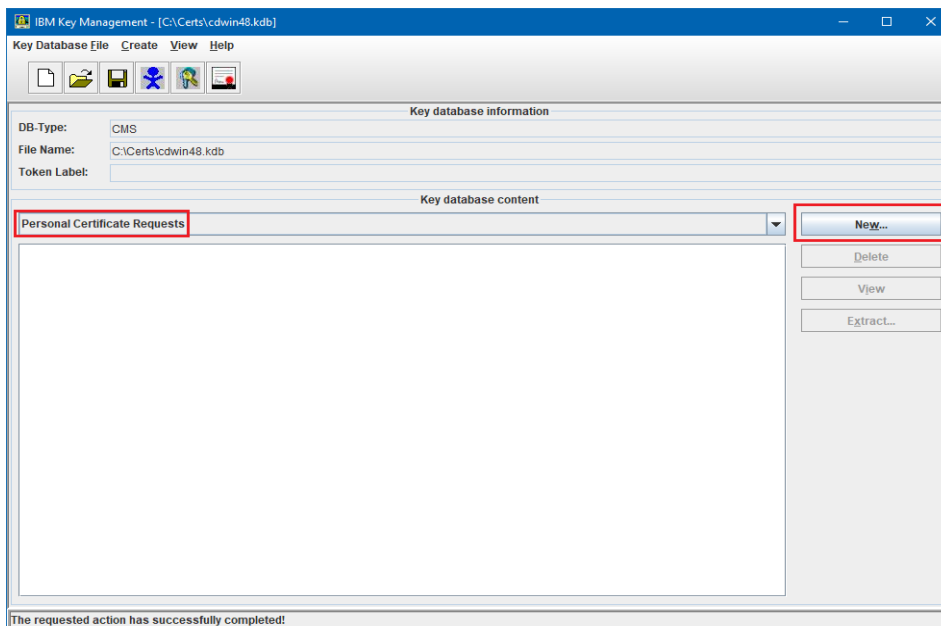 IBM Key Management - [C:\Certs\cdwin48.kdb]
Key Database File Create View Help
Key database information
DB-Type: CMS
File Name: C:\Certs\cdwin48.kdb
Token Label:
Key database content
Personal Certificate Requests
New...
Delete
View
Extract...
The requested action has successfully completed!